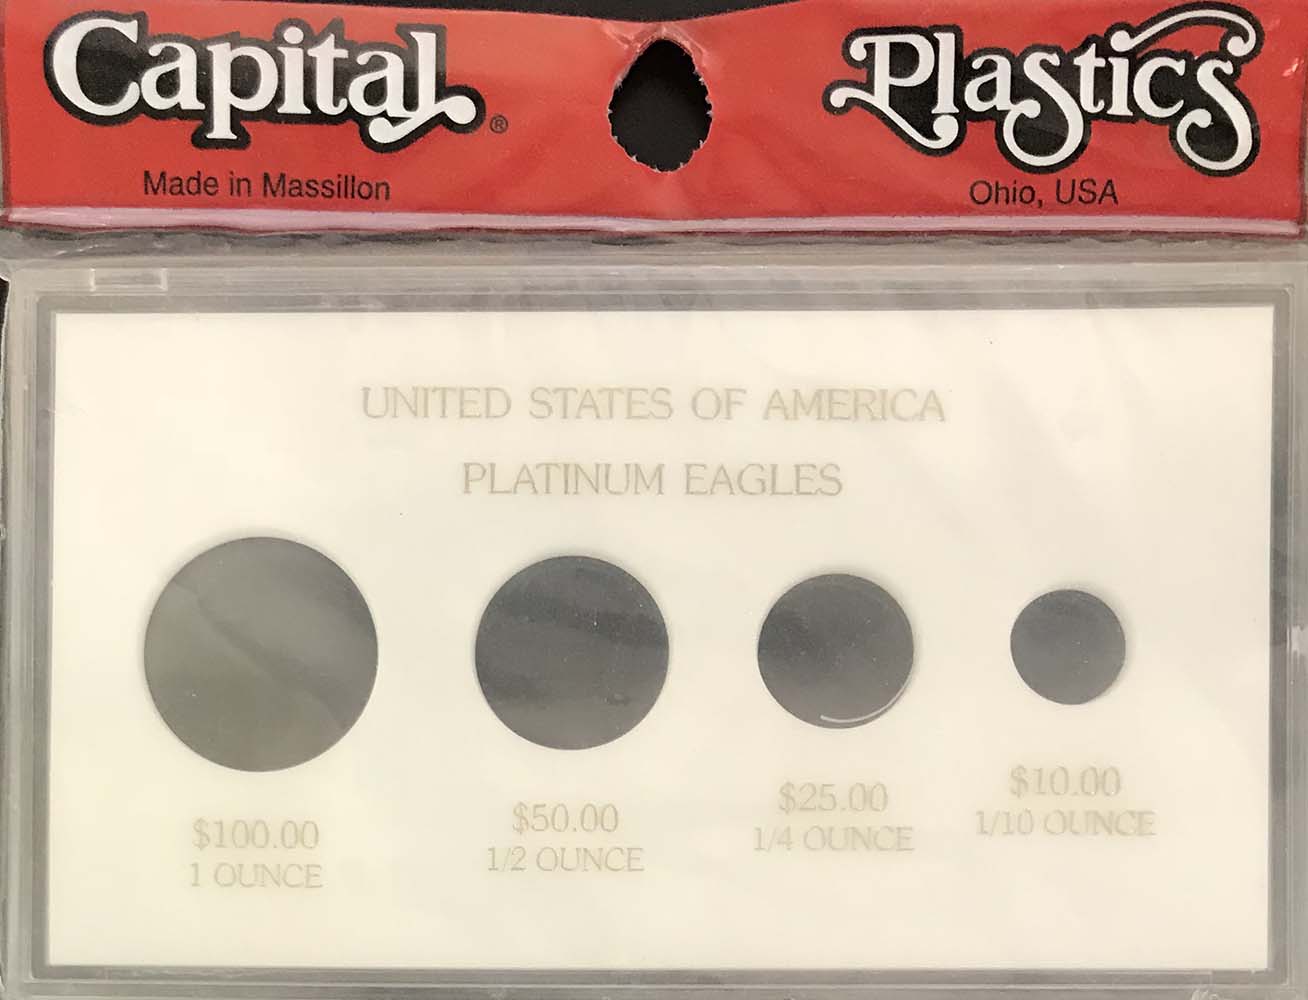 Capital® Plastics
Made in Massillon
Ohio, USA
UNITED STATES OF AMERICA
PLATINUM EAGLES
$100.00
1 OUNCE
$50.00
1/2 OUNCE
$25.00
1/4 OUNCE
$10.00
1/10 OUNCE